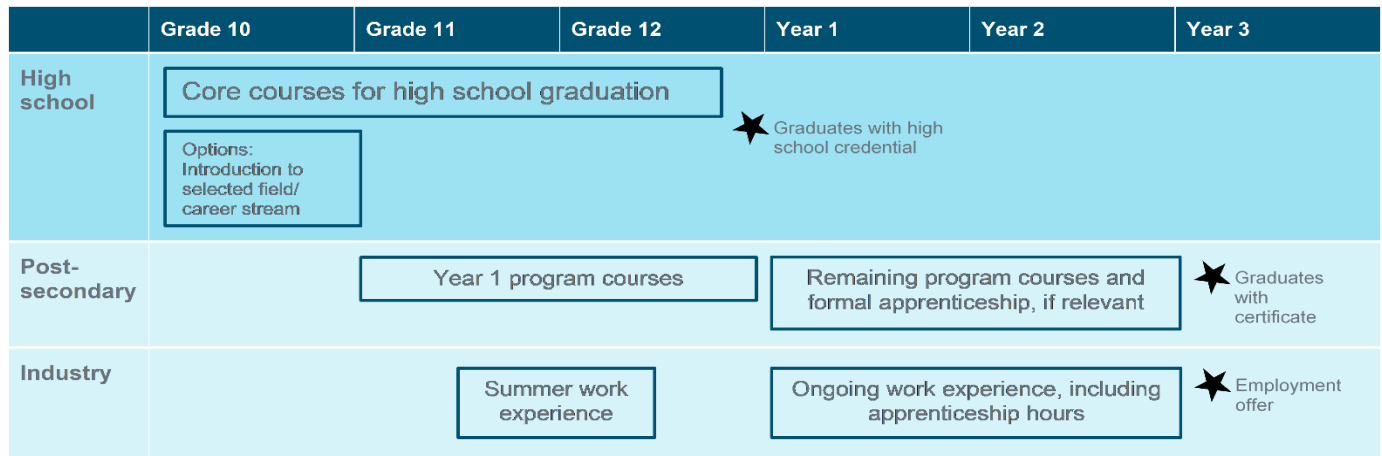 Grade 10 Grade 11 Grade 12 Year 1 Year 2 Year 3
High
school
Core courses for high school graduation
Graduates with high
school credential
Options:
Introduction to
selected field/
career stream
Post-
secondary
Year 1 program courses
Remaining program courses and
formal apprenticeship, if relevant
Graduates
with
certificate
Industry
Summer work
experience
Ongoing work experience, including
apprenticeship hours
Employment
offer